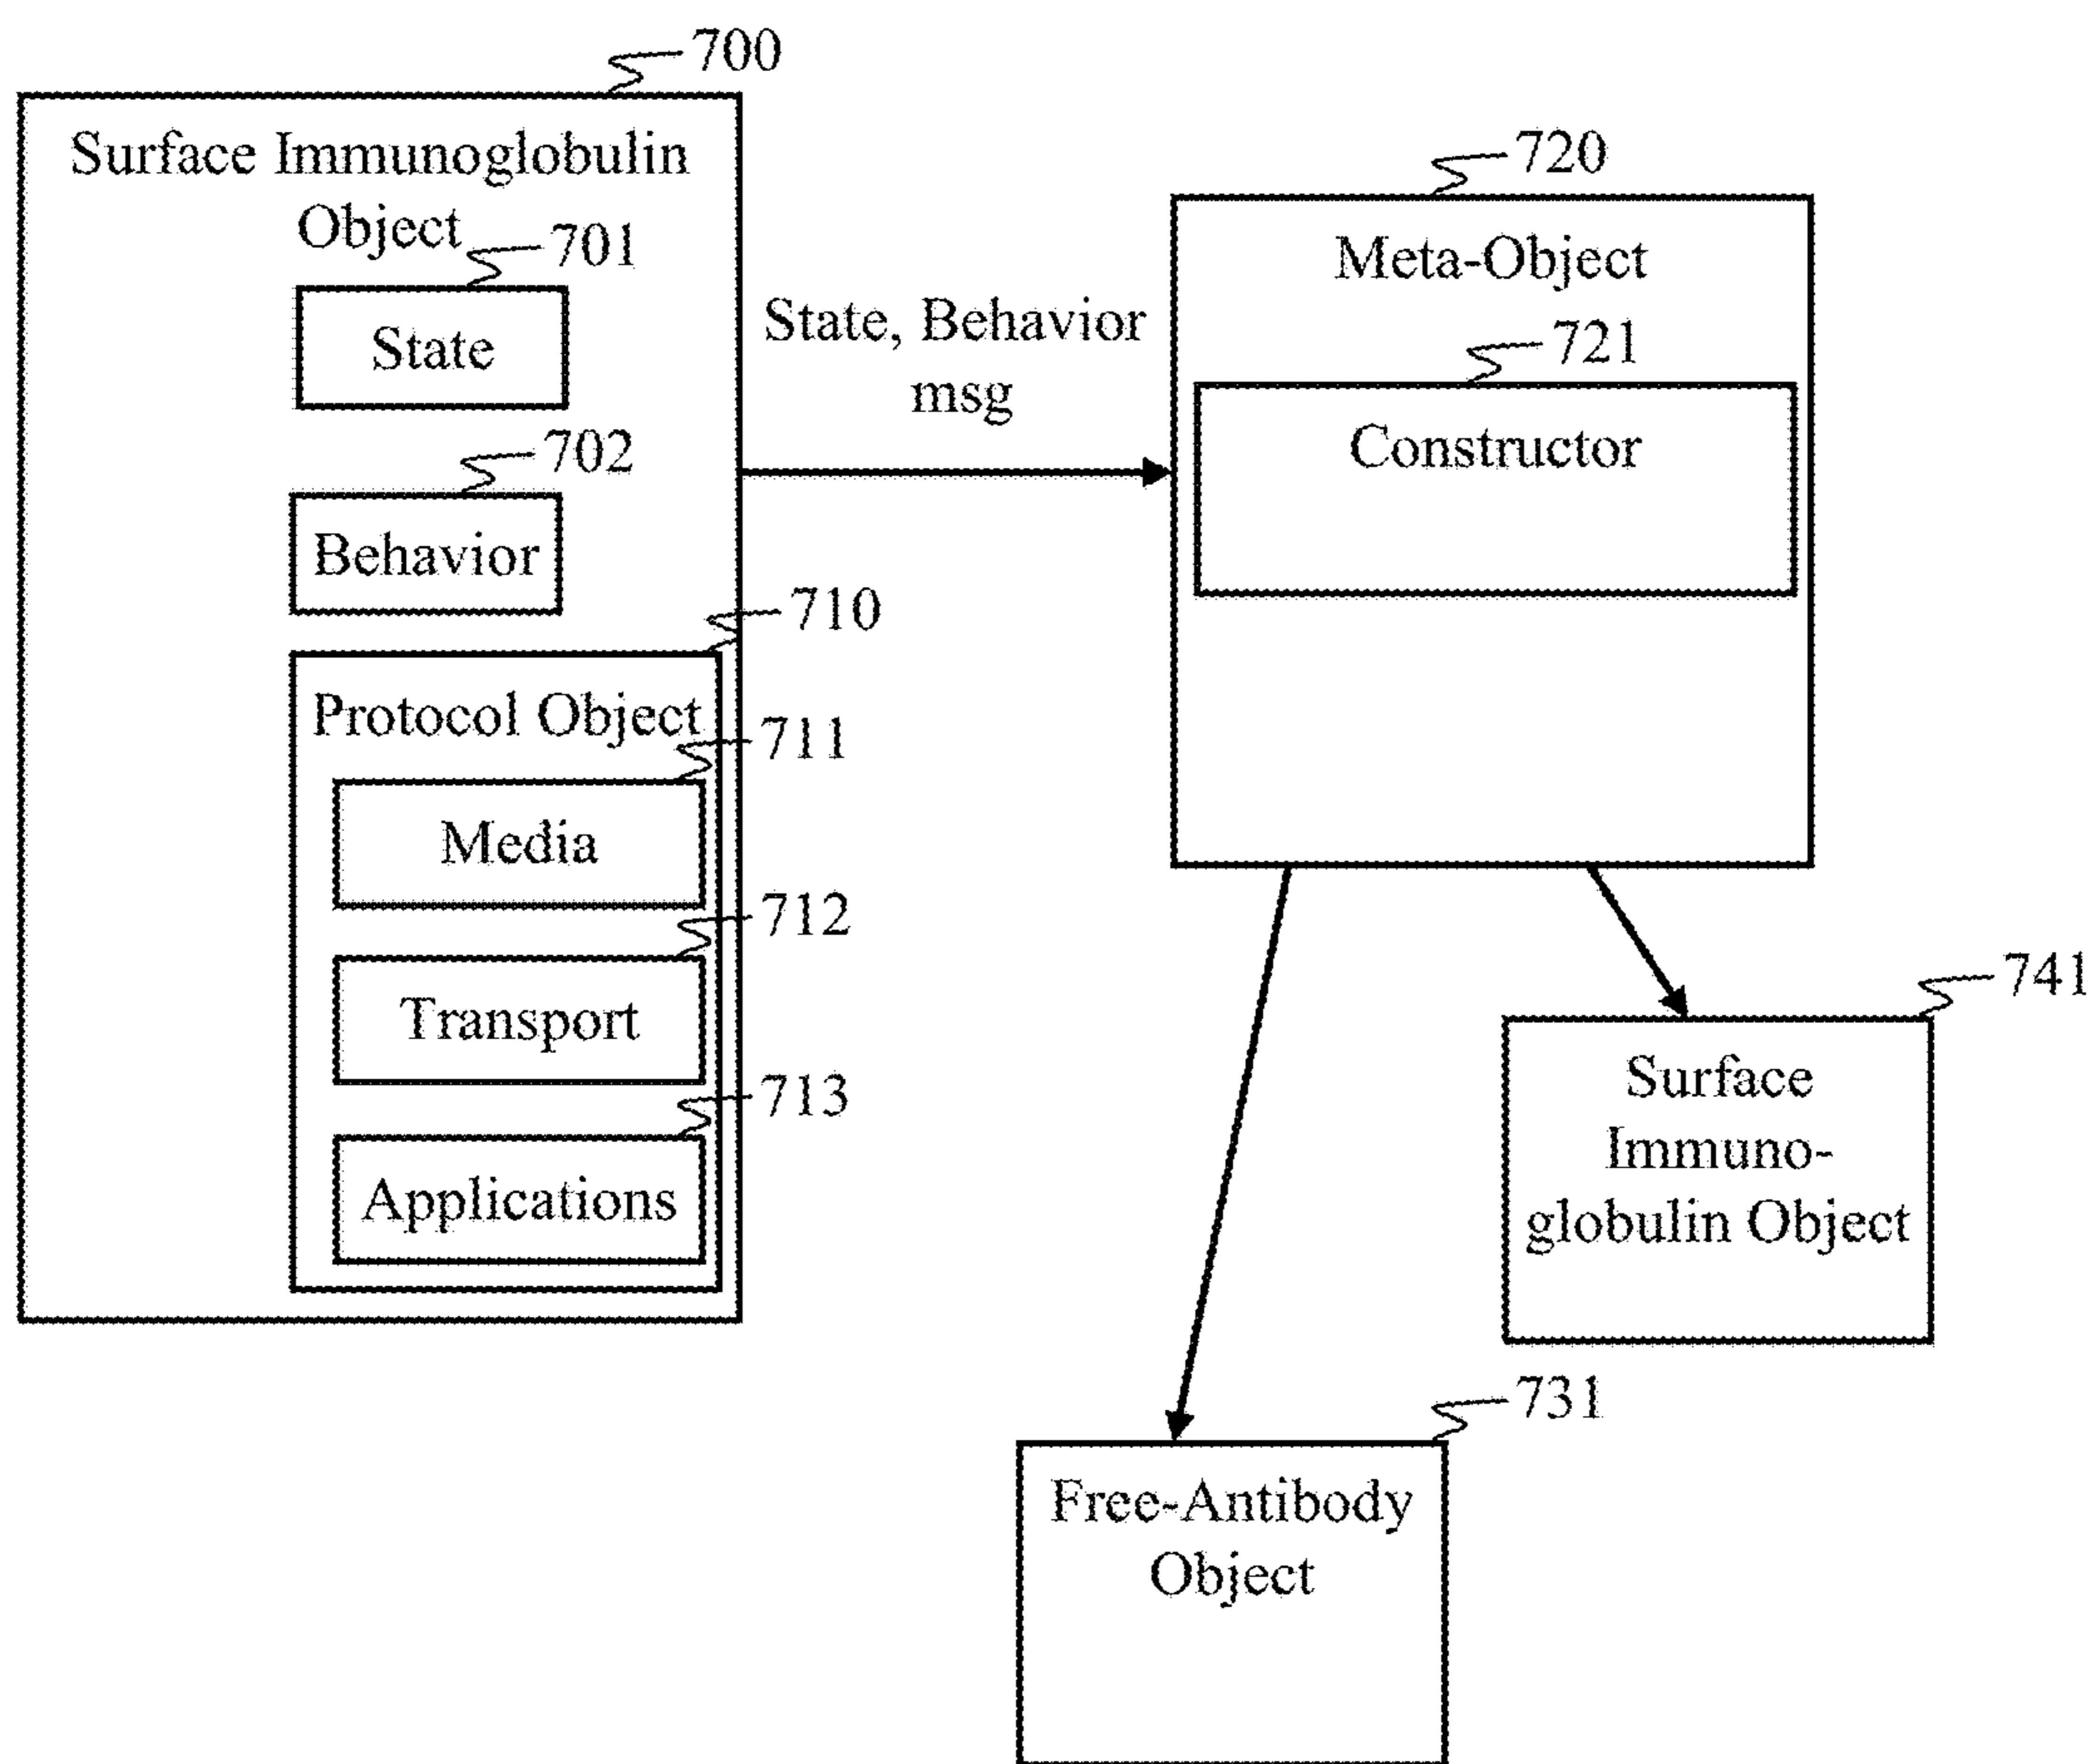 700
Surface Immunoglobulin
Object
701
State
702
Behavior
710
Protocol Object
711
Media
712
Transport
713
Applications
State, Behavior
msg
720
Meta-Object
721
Constructor
741
Surface
Immuno-
globulin Object
731
Free-Antibody
Object